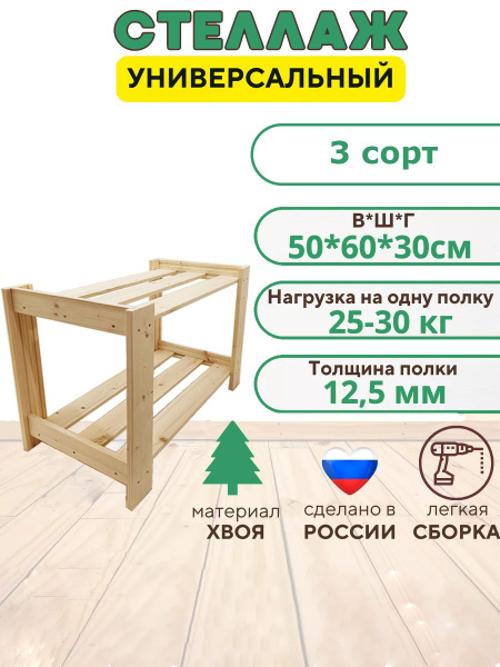 СТЕЛЛАЖ
УНИВЕРСАЛЬНЫЙ
3 сорт
В*Ш*Г
50*60*30см
Нагрузка на одну полку
25-30 кг
Толщина полки
12,5 мм
материал
ХВОЯ
сделано в
РОССИИ
легкая
СБОРКА